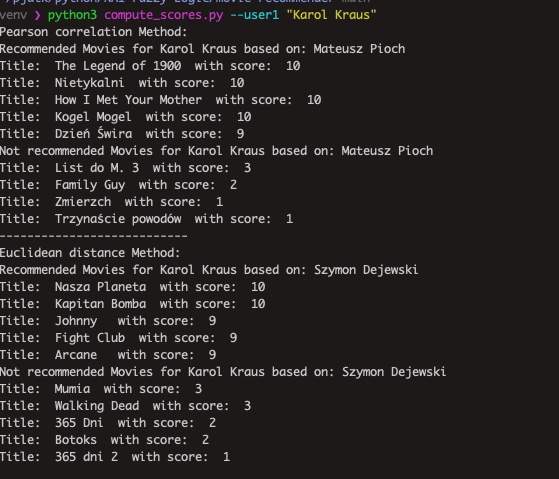 venv ❯ python3 compute_scores.py --user1 "Karol Kraus"
Pearson correlation Method:
Recommended Movies for Karol Kraus based on: Mateusz Pioch
Title:  The Legend of 1900  with score:  10
Title:  Nietykalni  with score:  10
Title:  How I Met Your Mother  with score:  10
Title:  Kogel Mogel  with score:  10
Title:  Dzień Świra  with score:  9
Not recommended Movies for Karol Kraus based on: Mateusz Pioch
Title:  List do M. 3  with score:  3
Title:  Family Guy  with score:  2
Title:  Zmierzch  with score:  1
Title:  Trzynaście powodów  with score:  1
---------------------------
Euclidean distance Method:
Recommended Movies for Karol Kraus based on: Szymon Dejewski
Title:  Nasza Planeta  with score:  10
Title:  Kapitan Bomba  with score:  10
Title:  Johnny   with score:  9
Title:  Fight Club  with score:  9
Title:  Arcane  with score:  9
Not recommended Movies for Karol Kraus based on: Szymon Dejewski
Title:  Mumia  with score:  3
Title:  Walking Dead  with score:  3
Title:  365 Dni  with score:  2
Title:  Botoks  with score:  2
Title:  365 dni 2  with score:  1